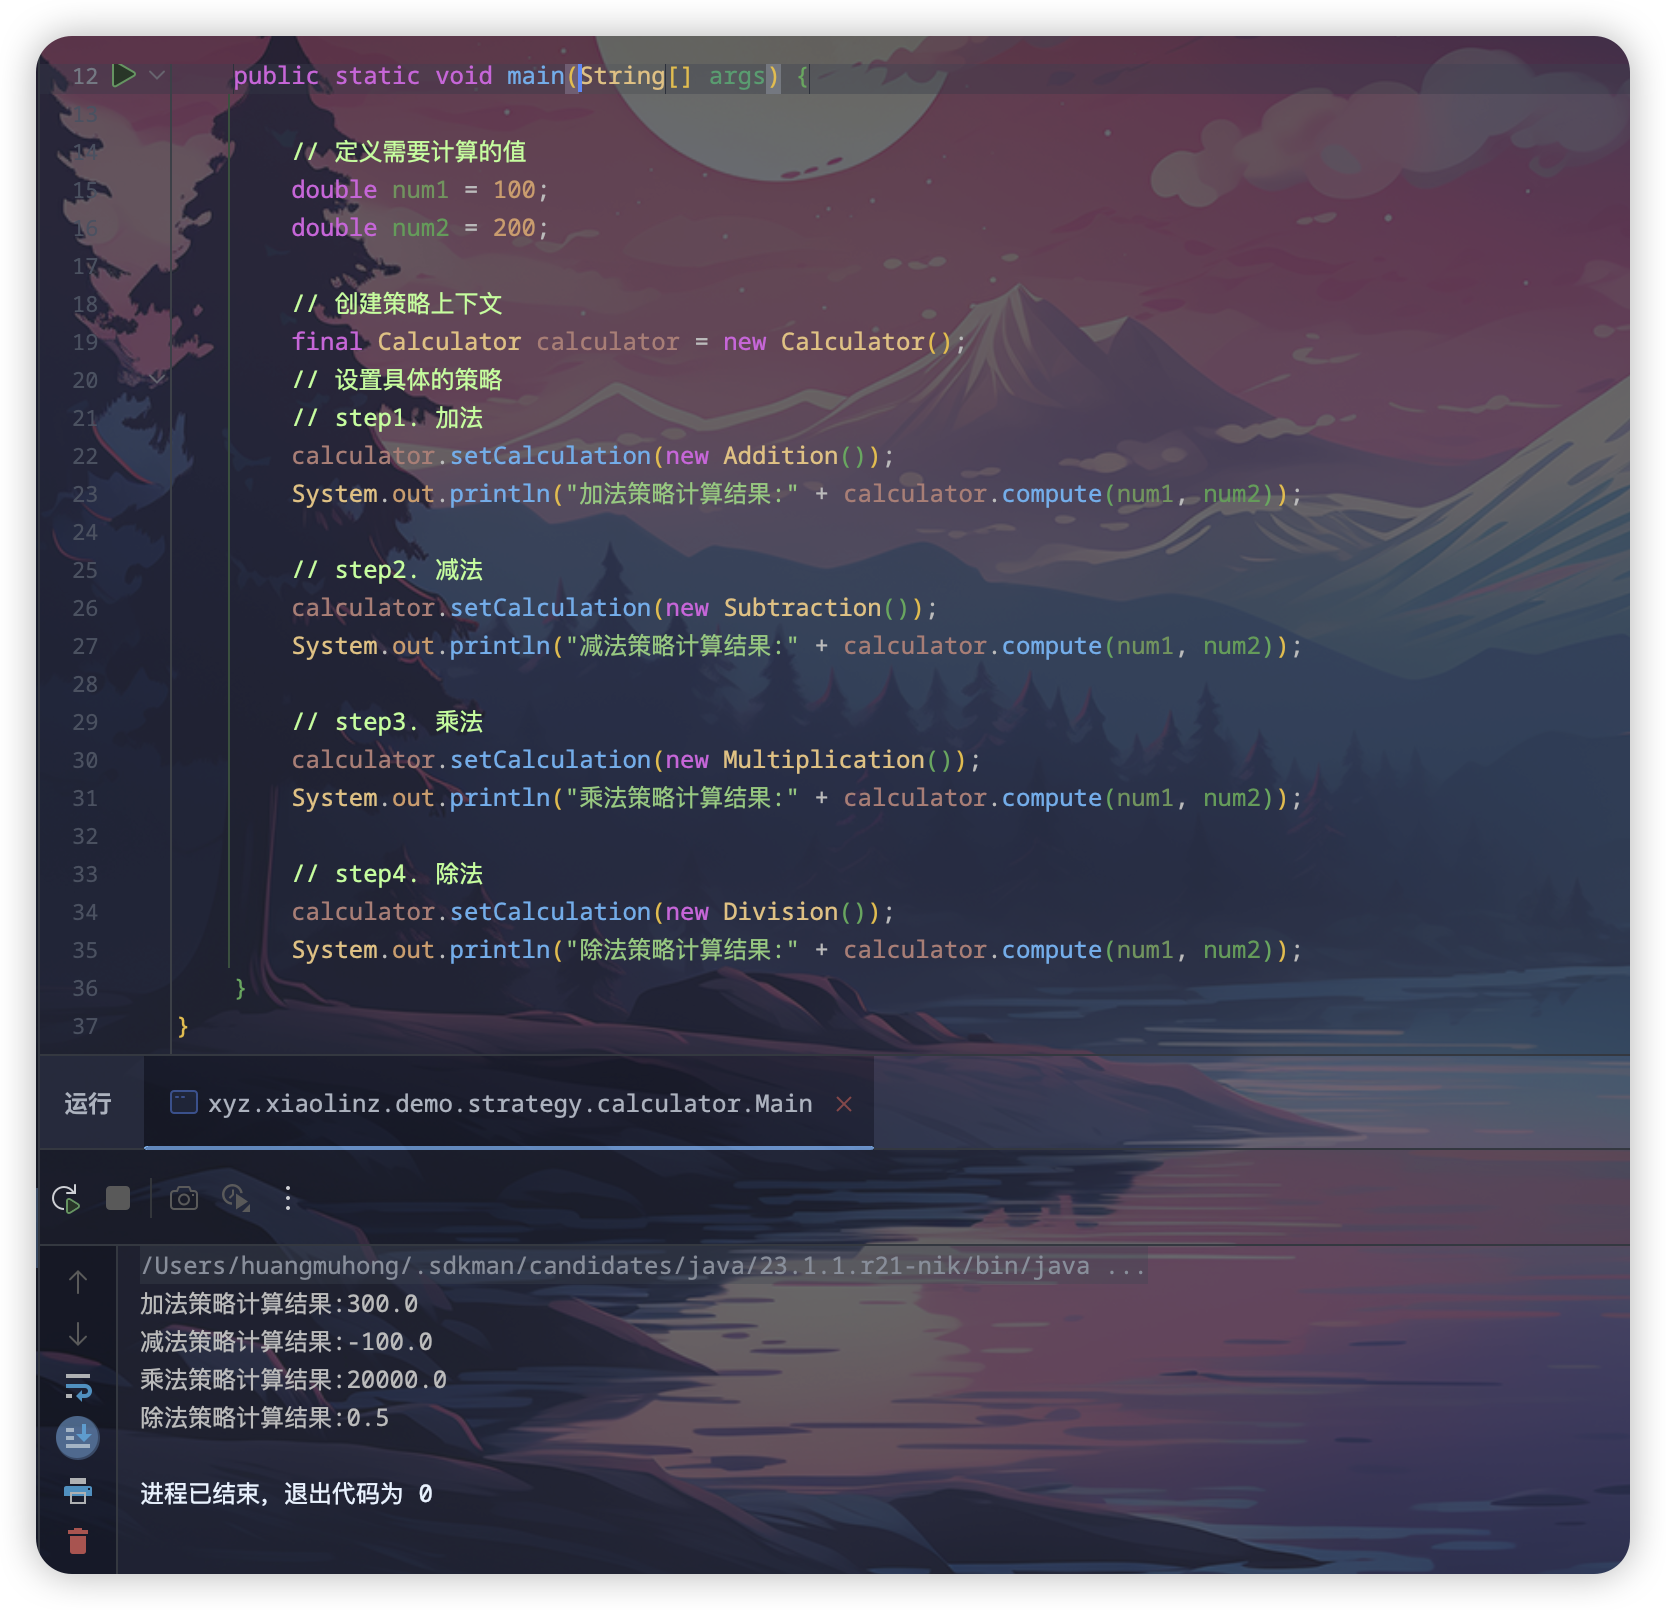 12 public static void main(String[] args) {
13
14 // 定义需要计算的值
15 double num1 = 100;
16 double num2 = 200;
17
18 // 创建策略上下文
19 final Calculator calculator = new Calculator();
20 // 设置具体的策略
21 // step1. 加法
22 calculator.setCalculation(new Addition());
23 System.out.println("加法策略计算结果:" + calculator.compute(num1, num2));
24
25 // step2. 减法
26 calculator.setCalculation(new Subtraction());
27 System.out.println("减法策略计算结果:" + calculator.compute(num1, num2));
28
29 // step3. 乘法
30 calculator.setCalculation(new Multiplication());
31 System.out.println("乘法策略计算结果:" + calculator.compute(num1, num2));
32
33 // step4. 除法
34 calculator.setCalculation(new Division());
35 System.out.println("除法策略计算结果:" + calculator.compute(num1, num2));
36 }
37 }
运行 xyz.xiaolinz.demo.strategy.calculator.Main
/Users/huangmuhong/.sdkman/candidates/java/23.1.1.r21-nik/bin/java ...
加法策略计算结果:300.0
减法策略计算结果:-100.0
乘法策略计算结果:20000.0
除法策略计算结果:0.5
进程已结束，退出代码为 0